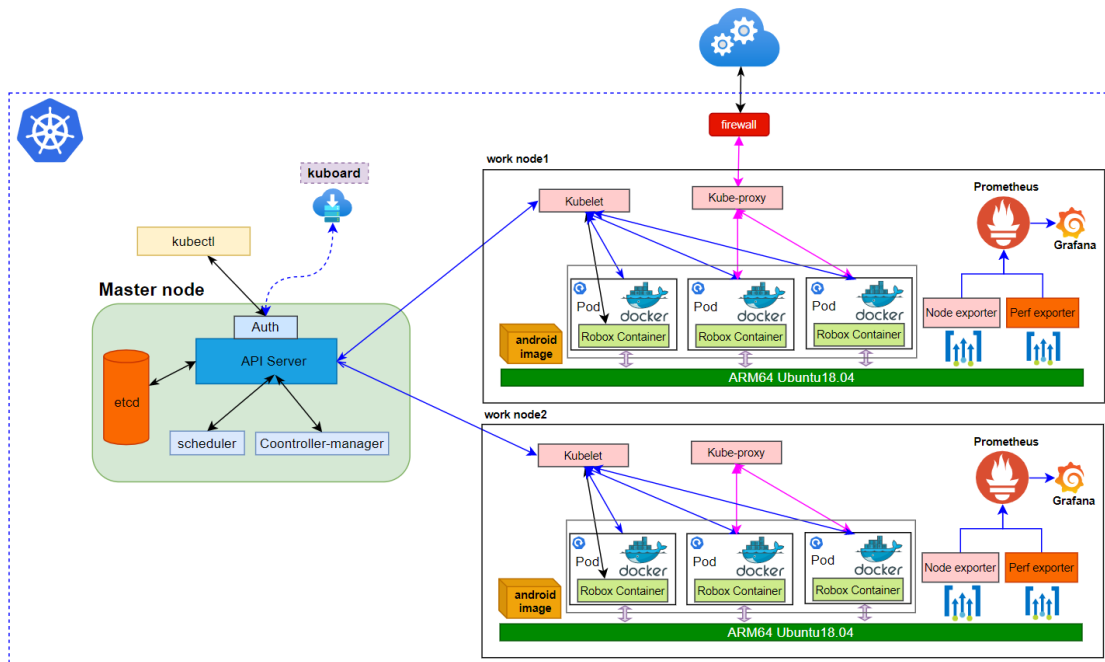 firewall
kuboard
kubectl
Master node
Auth
API Server
etcd
scheduler
Coontroller-manager
work node1
Kubelet
Kube-proxy
Prometheus
Grafana
Pod
docker
Robox Container
Pod
docker
Robox Container
Pod
docker
Robox Container
android
image
Node exporter
Perf exporter
ARM64 Ubuntu18.04
work node2
Kubelet
Kube-proxy
Prometheus
Grafana
Pod
docker
Robox Container
Pod
docker
Robox Container
Pod
docker
Robox Container
android
image
Node exporter
Perf exporter
ARM64 Ubuntu18.04